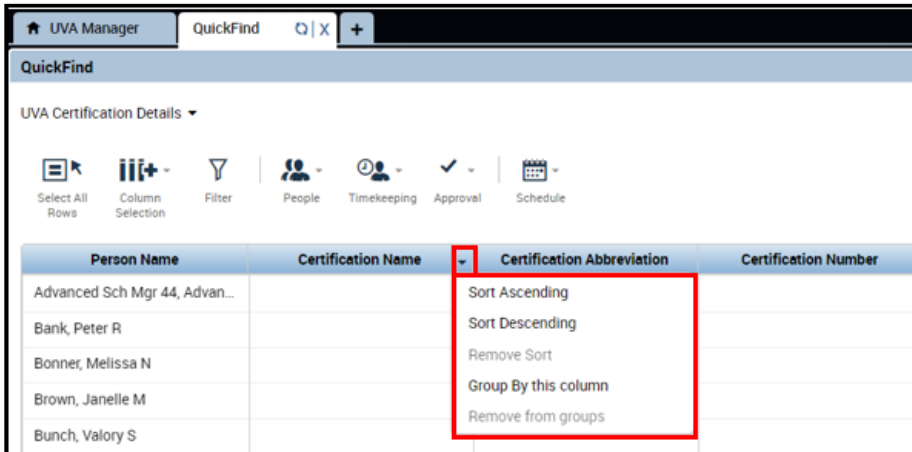 UVA Manager QuickFind X +
QuickFind
UVA Certification Details
Select All Rows Column Selection Filter People Timekeeping Approval Schedule
Person Name Certification Name Certification Abbreviation Certification Number
Advanced Sch Mgr 44, Advan...
Sort Ascending
Bank, Peter R
Sort Descending
Bonner, Melissa N
Remove Sort
Brown, Janelle M
Group By this column
Remove from groups
Bunch, Valory S